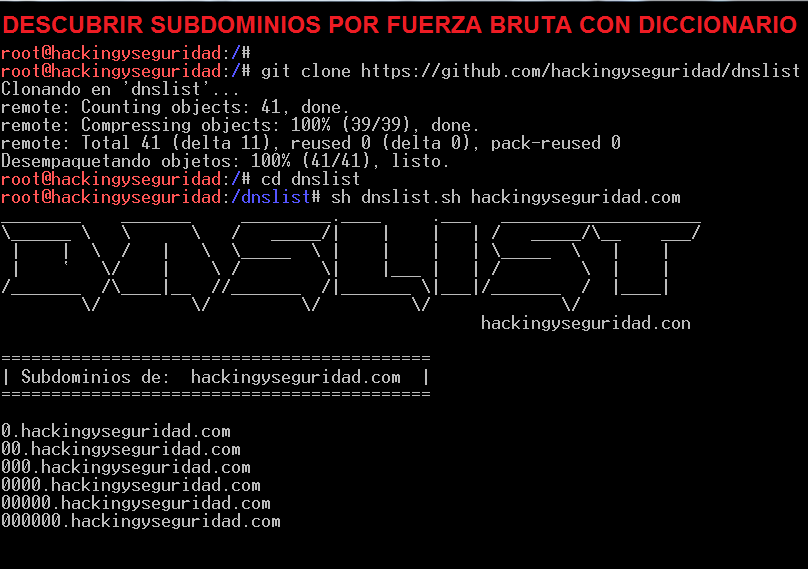 DESCUBRIR SUBDOMINIOS POR FUERZA BRUTA CON DICCIONARIO
root@hackingyseguridad:/#
root@hackingyseguridad:/# git clone https://github.com/hackingyseguridad/dnslist
Clonando en 'dnslist'...
remote: Counting objects: 41, done.
remote: Compressing objects: 100% (39/39), done.
remote: Total 41 (delta 11), reused 0 (delta 0), pack-reused 0
Desempaquetando objetos: 100% (41/41), listo.
root@hackingyseguridad:/# cd dnslist
root@hackingyseguridad:/dnslist# sh dnslist.sh hackingyseguridad.com
DNSLIST
hackingyseguridad.con
===========================================
| Subdominios de:  hackingyseguridad.com  |
===========================================
0.hackingyseguridad.com
00.hackingyseguridad.com
000.hackingyseguridad.com
0000.hackingyseguridad.com
00000.hackingyseguridad.com
000000.hackingyseguridad.com